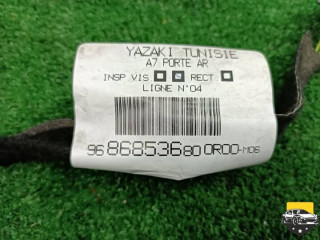 YAZAKI TUNISIE
A7 PORTE AR
INSP VIS RECT
LIGNE N°04
96 868536 80 0R00-M06